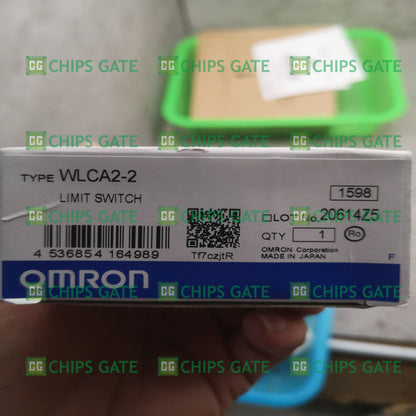 CHIPS GATE CHIPS GATE CHIPS GATE
TYPE WLCA2-2
LIMIT SWITCH
1598
LOT No. 20614Z5
QTY 1 Ro
4 536854 164989
Tf7czjtR
OMRON Corporation
MADE IN JAPAN
F
OMRON
CHIPS GATE CHIPS GATE CHIPS GATE
CHIPS GATE CHIPS GATE CHIPS GATE
CHIPS GATE CHIPS GATE CHIPS GATE
CHIPS GATE CHIPS GATE CHIPS GATE